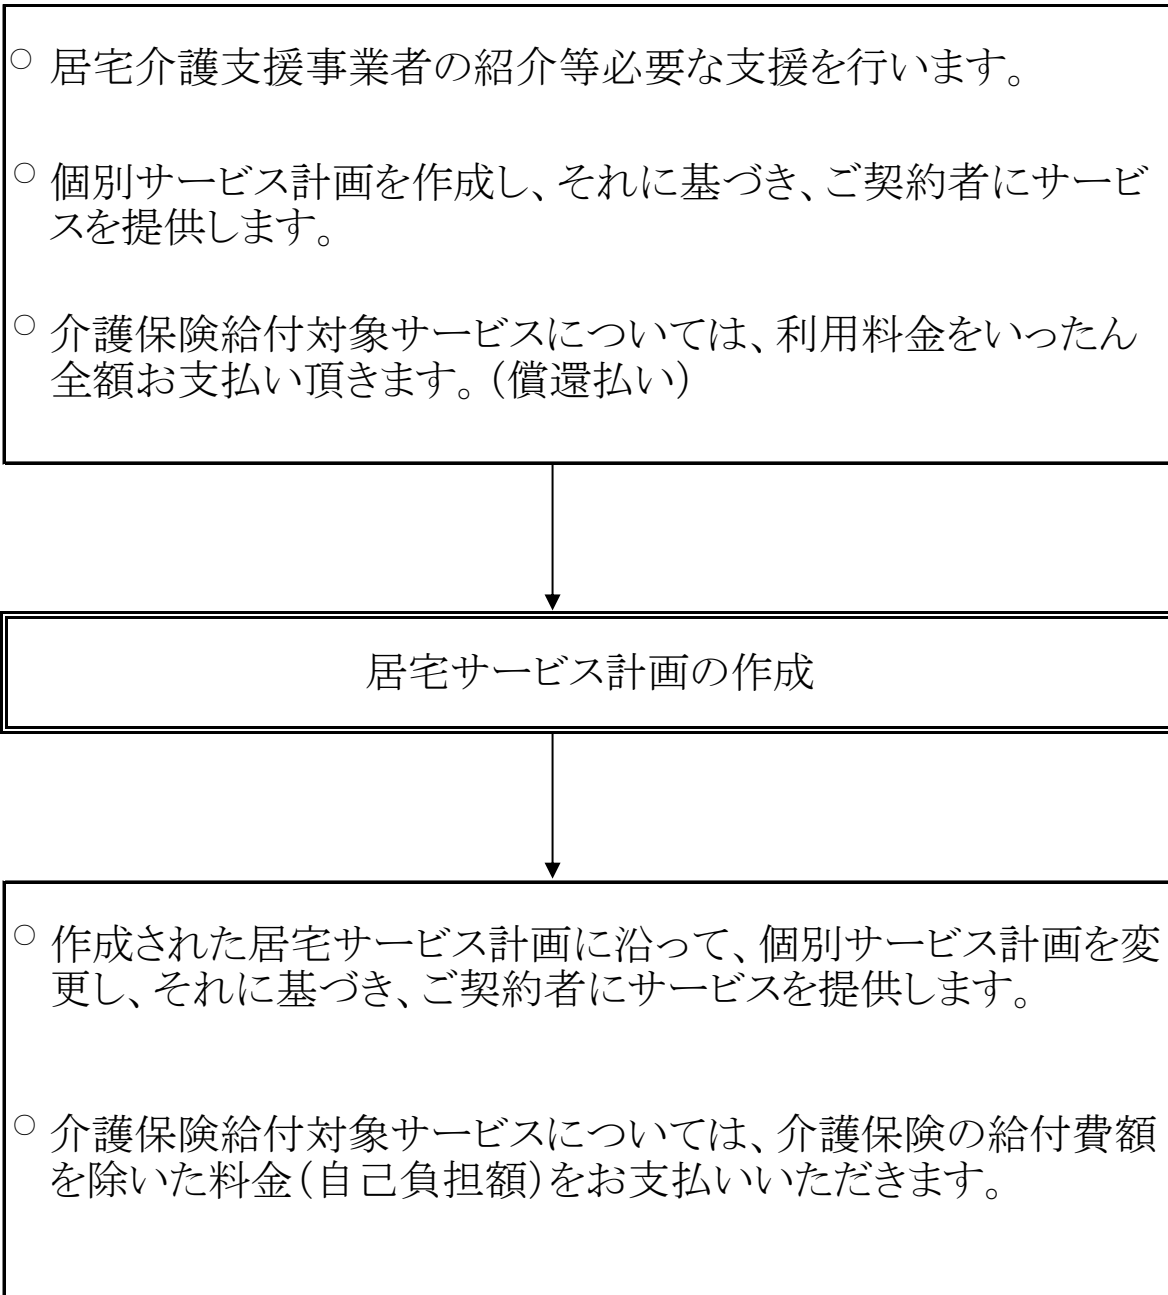 ○ 居宅介護支援事業者の紹介等必要な支援を行います。
○ 個別サービス計画を作成し、それに基づき、ご契約者にサービ
スを提供します。
○ 介護保険給付対象サービスについては、利用料金をいったん
全額お支払い頂きます。(償還払い)
居宅サービス計画の作成
○ 作成された居宅サービス計画に沿って、個別サービス計画を変
更し、それに基づき、ご契約者にサービスを提供します。
○ 介護保険給付対象サービスについては、介護保険の給付費額
を除いた料金(自己負担額)をお支払いいただきます。